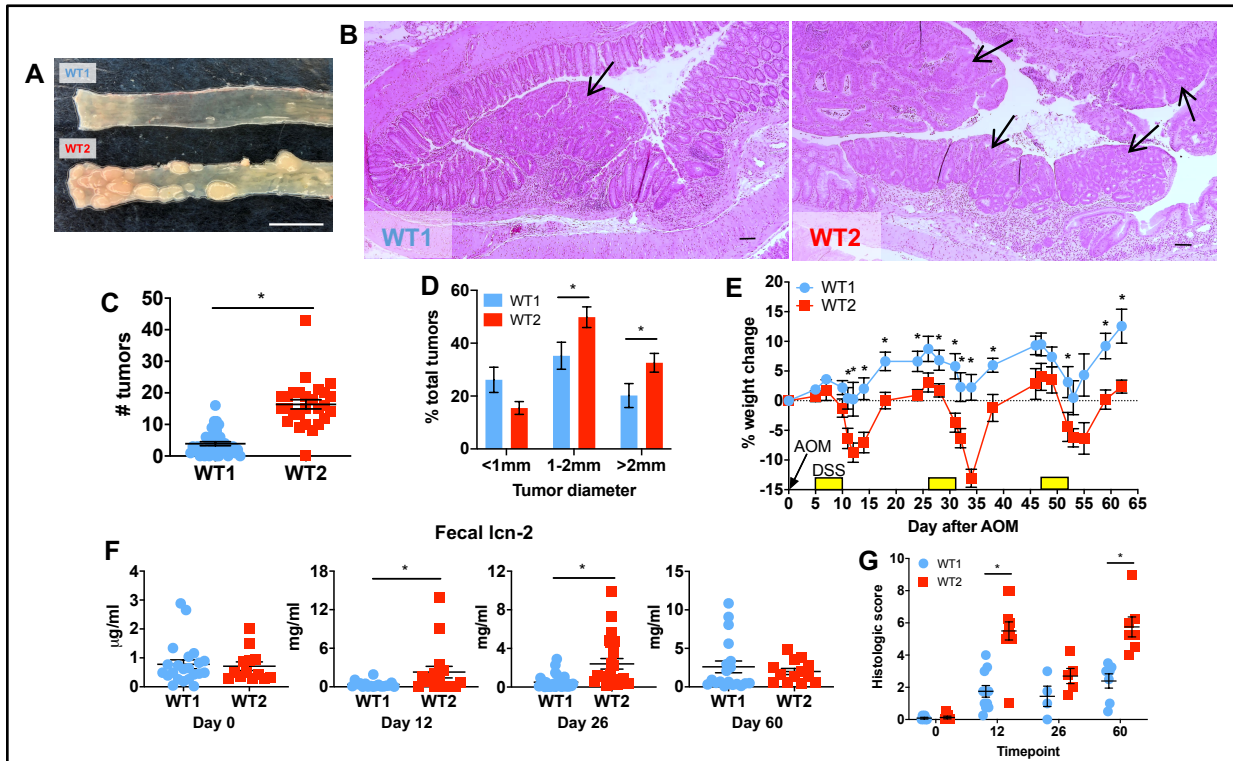 A
WT1
WT2
B
WT1
WT2
C
# tumors
50
40
30
20
10
0
*
WT1
WT2
D
% total tumors
60
40
20
0
WT1
WT2
*
*
<1mm
1-2mm
>2mm
Tumor diameter
E
WT1
WT2
% weight change
20
15
10
5
0
-5
-10
-15
* * * * * * * * * * * * *
AOM
DSS
0 5 10 15 20 25 30 35 40 45 50 55 60 65
Day after AOM
F
Fecal lcn-2
µg/ml
4
3
2
1
0
WT1 WT2
Day 0
mg/ml
18
12
6
0
*
WT1 WT2
Day 12
mg/ml
12
9
6
3
0
*
WT1 WT2
Day 26
mg/ml
15
10
5
0
WT1 WT2
Day 60
G
WT1
WT2
Histologic score
10
8
6
4
2
0
*
*
0 12 26 60
Timepoint